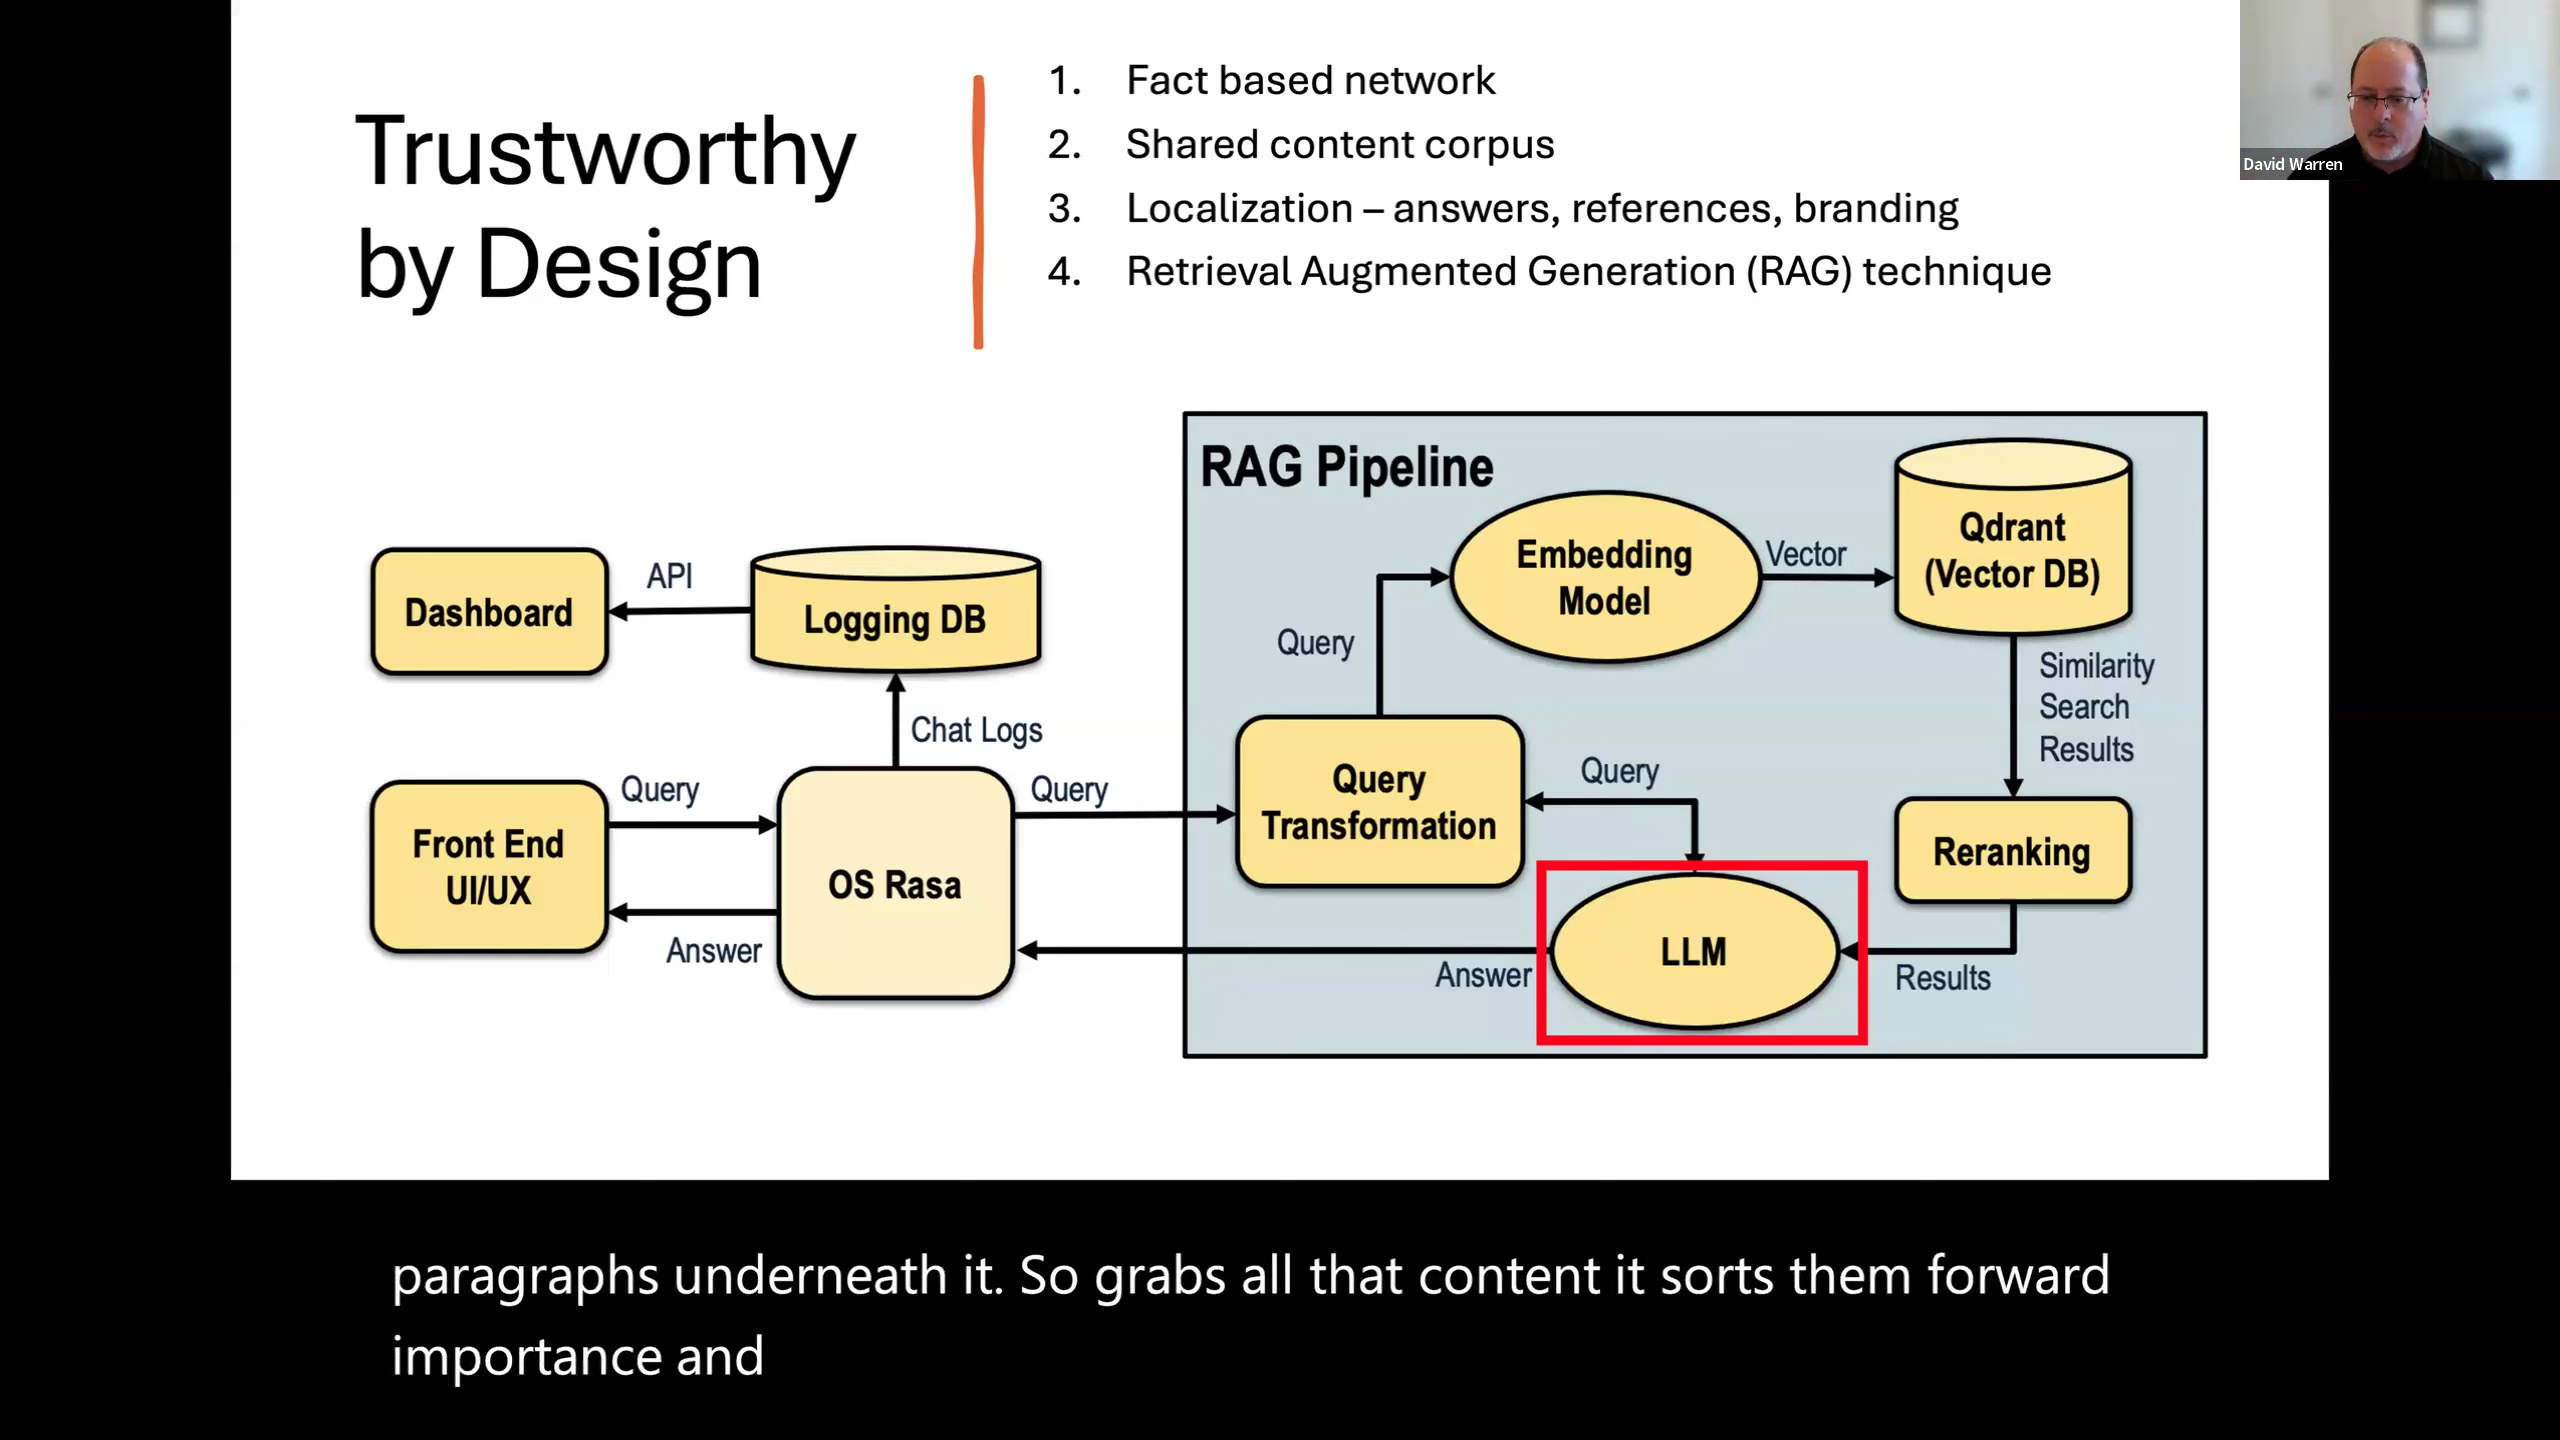 Trustworthy
by Design
1. Fact based network
2. Shared content corpus
3. Localization – answers, references, branding
4. Retrieval Augmented Generation (RAG) technique
David Warren
RAG Pipeline
Dashboard
API
Logging DB
Chat Logs
Front End
UI/UX
Query
Answer
OS Rasa
Query
Query
Transformation
Query
Embedding
Model
Vector
Qdrant
(Vector DB)
Similarity
Search
Results
Reranking
Results
Query
LLM
Answer
paragraphs underneath it. So grabs all that content it sorts them forward
importance and